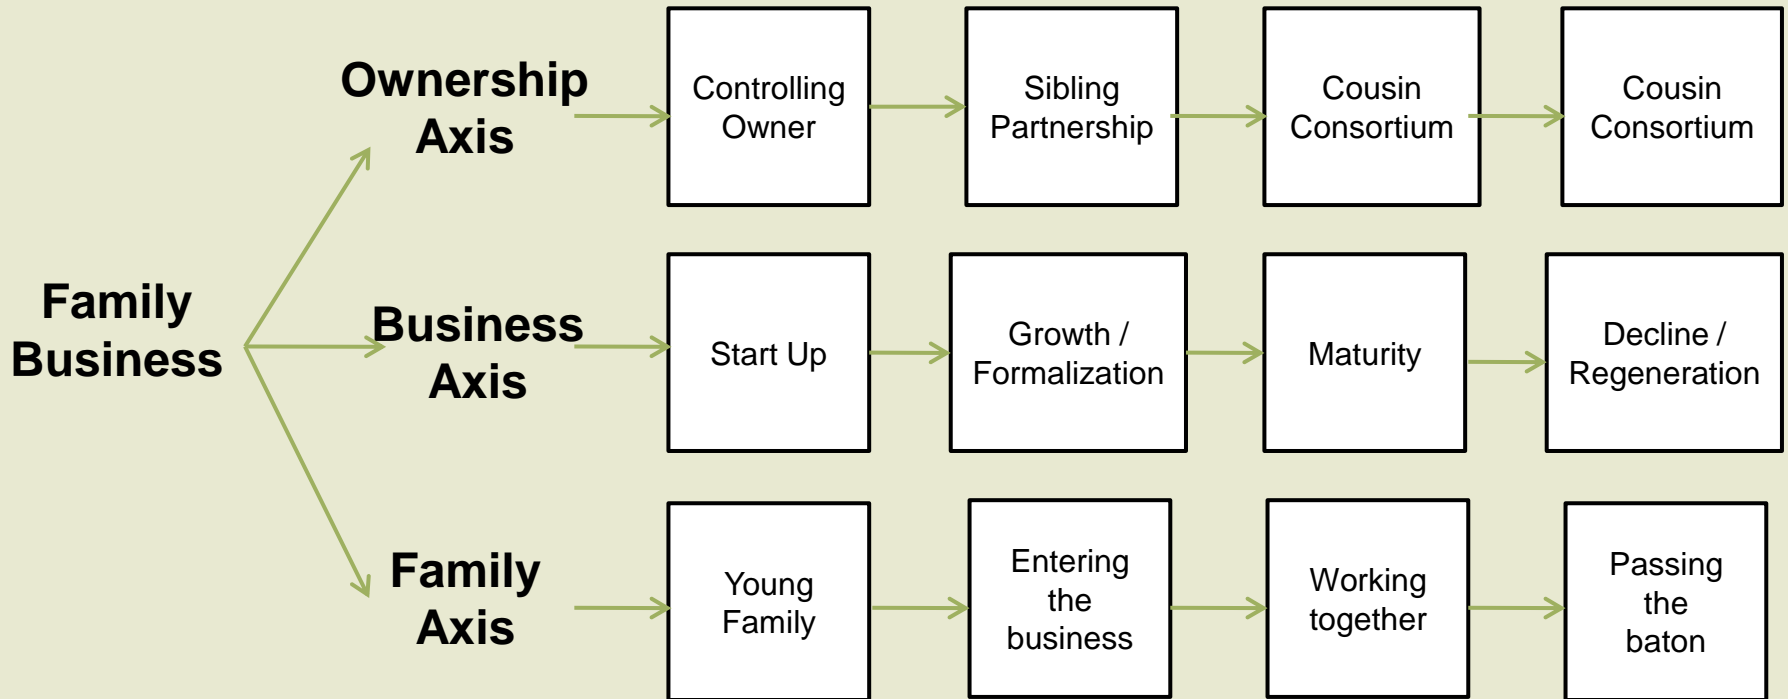 Family
Business
Ownership
Axis
Controlling
Owner
Sibling
Partnership
Cousin
Consortium
Cousin
Consortium
Business
Axis
Start Up
Growth /
Formalization
Maturity
Decline /
Regeneration
Family
Axis
Young
Family
Entering
the
business
Working
together
Passing
the
baton